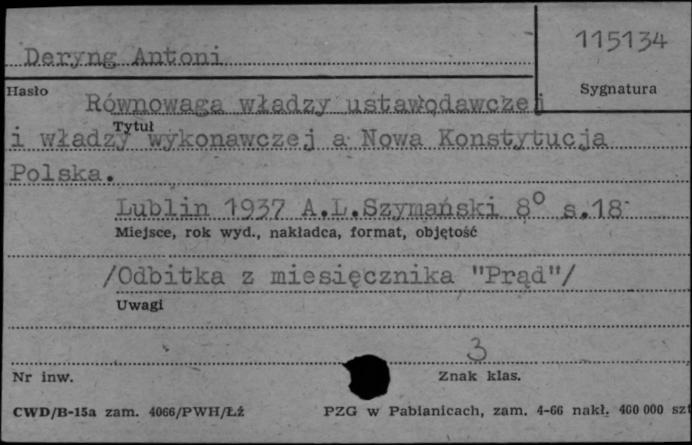 Deryng Antoni
115134
Hasło
Sygnatura
Równowaga władzy ustawodawczej
Tytuł
i władzy wykonawczej a Nowa Konstytucja
Polska.
Lublin 1937 A.L.Szymański 8° s.18
Miejsce, rok wyd., nakładca, format, objętość
/Odbitka z miesięcznika "Prąd"/
Uwagi
3
Nr inw.
Znak klas.
CWD/B-15a zam. 4066/PWH/Łź
PZG w Pabianicach, zam. 4-66 nakł. 400 000 szt